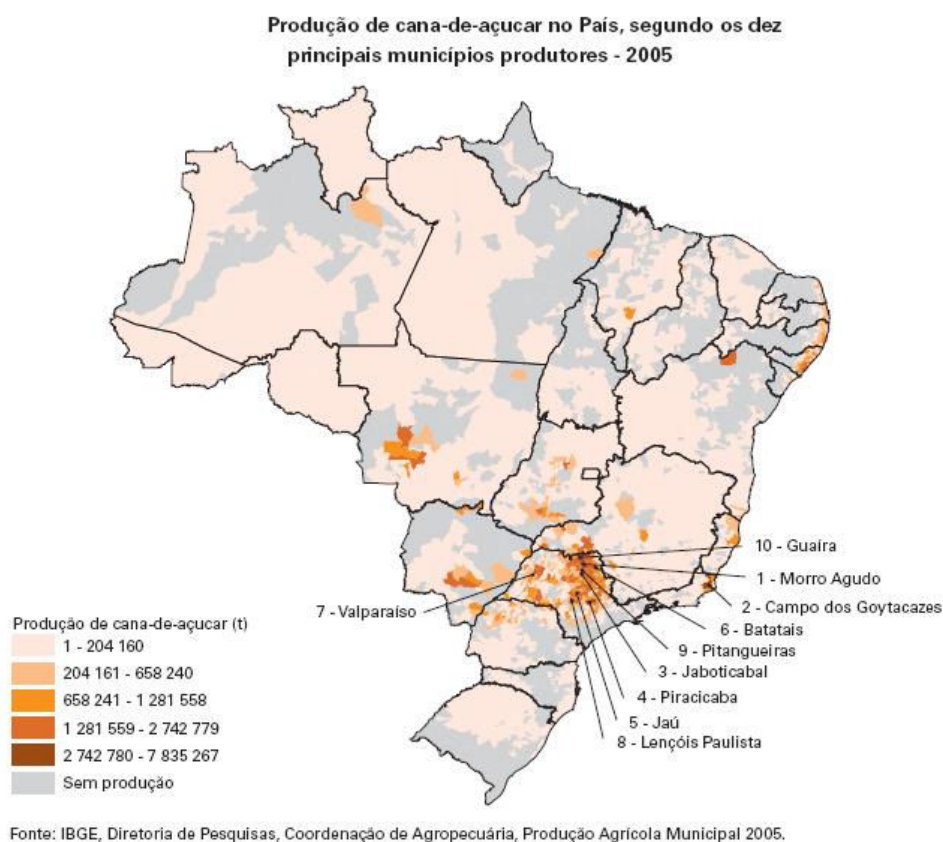 Produção de cana-de-açucar no País, segundo os dez
principais municípios produtores - 2005
10 - Guaíra
1 - Morro Agudo
7 - Valparaíso
2 - Campo dos Goytacazes
6 - Batatais
9 - Pitangueiras
3 - Jaboticabal
4 - Piracicaba
5 - Jaú
8 - Lençóis Paulista
Produção de cana-de-açucar (t)
1 - 204 160
204 161 - 658 240
658 241 - 1 281 558
1 281 559 - 2 742 779
2 742 780 - 7 835 267
Sem produção
Fonte: IBGE, Diretoria de Pesquisas, Coordenação de Agropecuária, Produção Agrícola Municipal 2005.